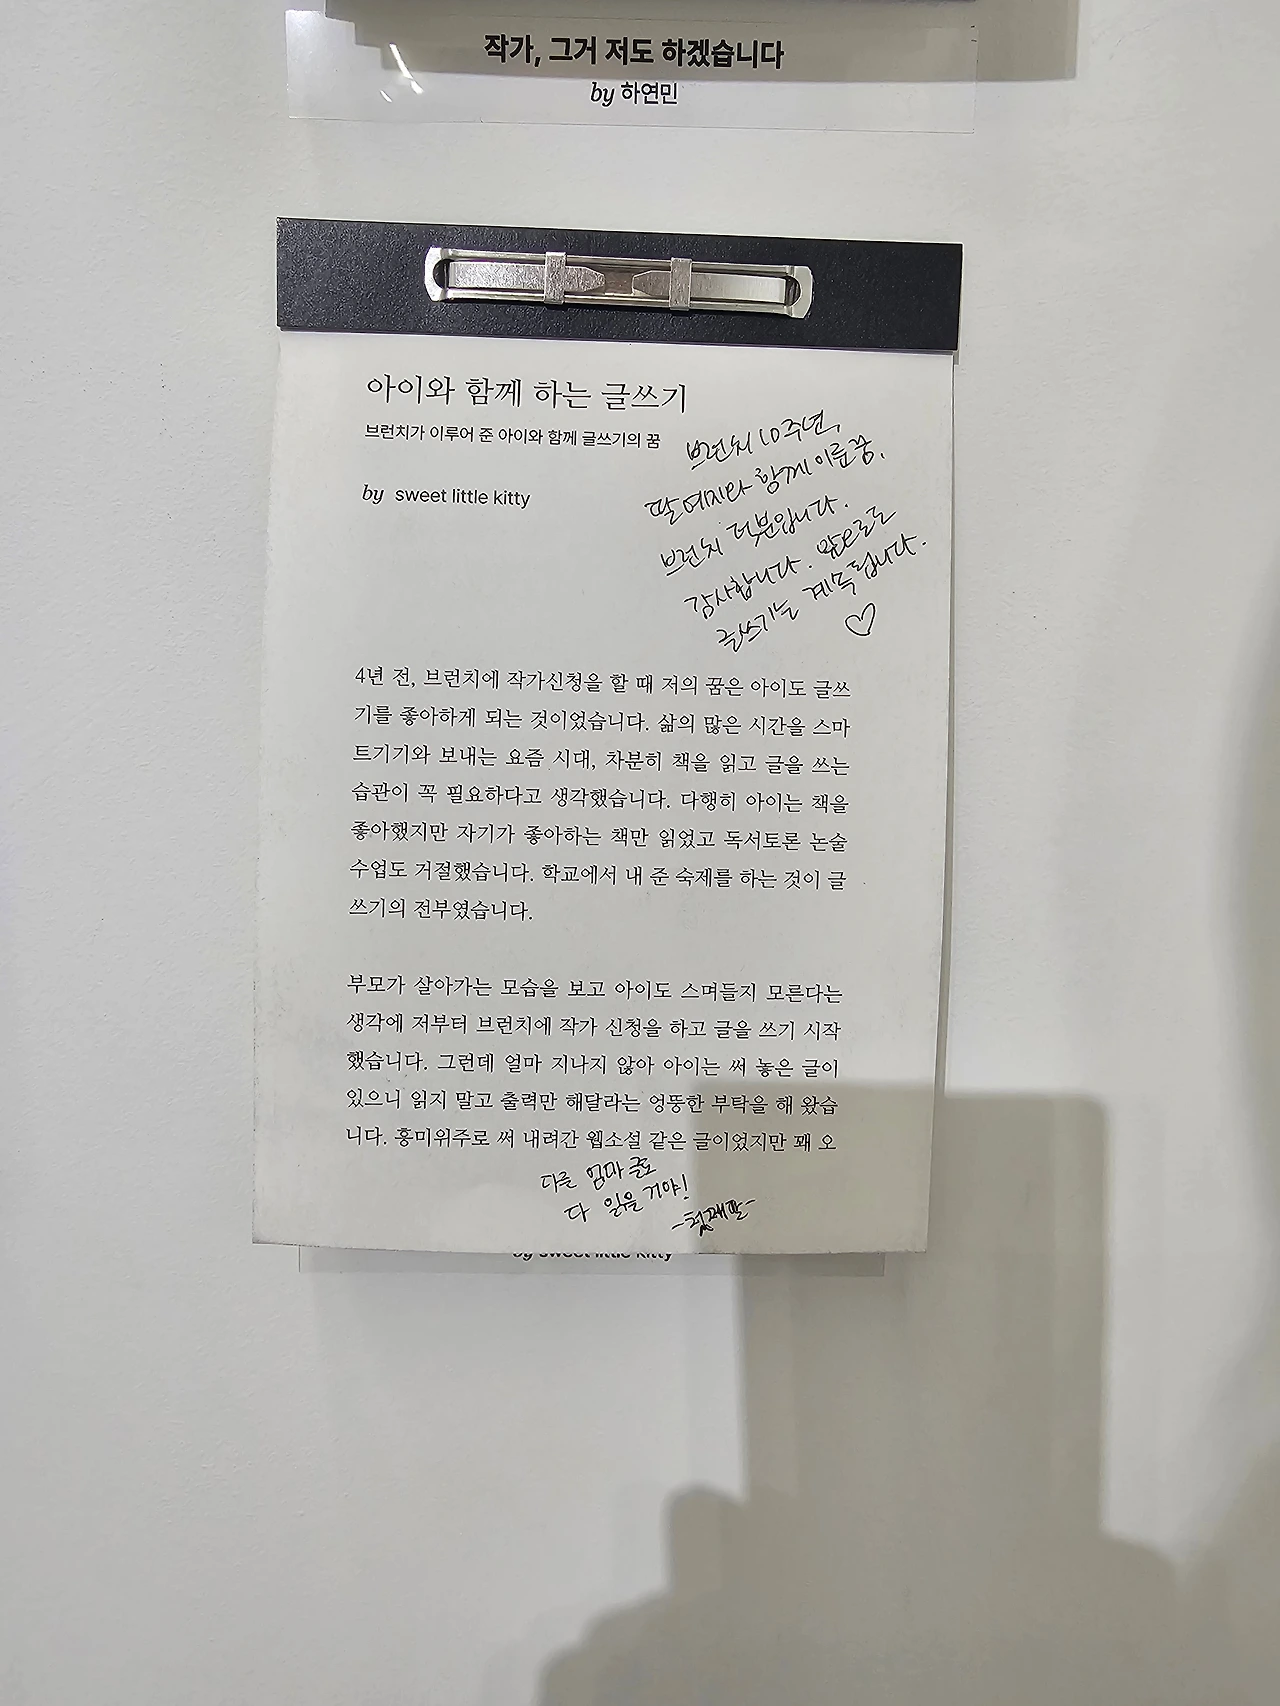 작가, 그거 저도 하겠습니다
by 하연민
아이와 함께 하는 글쓰기
브런치가 이루어 준 아이와 함께 글쓰기의 꿈
by sweet little kitty
브런치 10주년,
딸 예지와 함께 이룬 꿈.
브런치 덕분입니다.
감사합니다. 앞으로도
글쓰기는 계속됩니다.
4년 전, 브런치에 작가신청을 할 때 저의 꿈은 아이도 글쓰
기를 좋아하게 되는 것이었습니다. 삶의 많은 시간을 스마
트기기와 보내는 요즘 시대, 차분히 책을 읽고 글을 쓰는
습관이 꼭 필요하다고 생각했습니다. 다행히 아이는 책을
좋아했지만 자기가 좋아하는 책만 읽었고 독서토론 논술
수업도 거절했습니다. 학교에서 내 준 숙제를 하는 것이 글
쓰기의 전부였습니다.
부모가 살아가는 모습을 보고 아이도 스며들지 모른다는
생각에 저부터 브런치에 작가 신청을 하고 글을 쓰기 시작
했습니다. 그런데 얼마 지나지 않아 아이는 써 놓은 글이
있으니 읽지 말고 출력만 해달라는 엉뚱한 부탁을 해 왔습
니다. 흥미위주로 써 내려간 웹소설 같은 글이었지만 꽤 오
다른 엄마 글도
다 읽을 거야!
-첫째딸-
by sweet little kitty